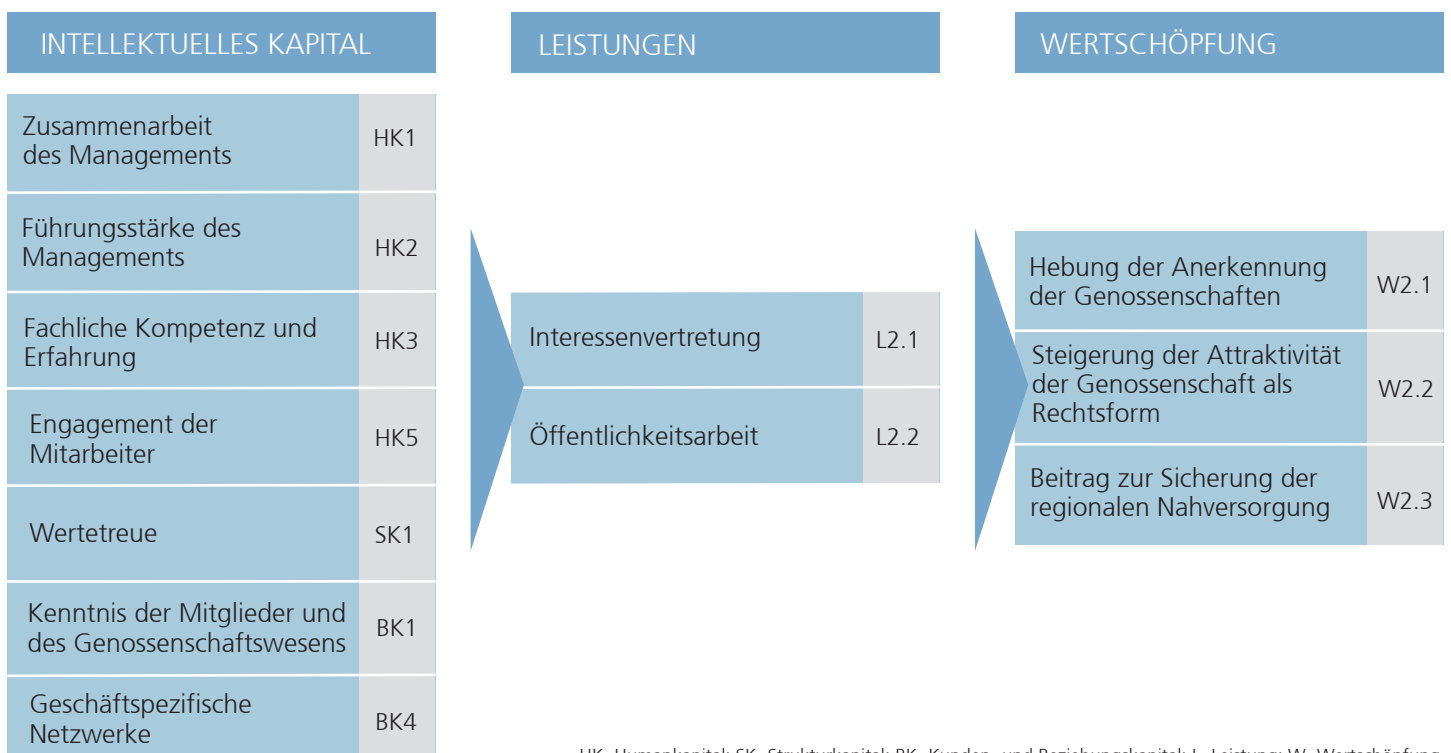 INTELLEKTUELLES KAPITAL
Zusammenarbeit
des Managements
HK1
Führungsstärke des
Managements
HK2
Fachliche Kompetenz und
Erfahrung
HK3
Engagement der
Mitarbeiter
HK5
Wertetreue
SK1
Kenntnis der Mitglieder und
des Genossenschaftswesens
BK1
Geschäftspezifische
Netzwerke
BK4
LEISTUNGEN
Interessenvertretung
L2.1
Öffentlichkeitsarbeit
L2.2
WERTSCHÖPFUNG
Hebung der Anerkennung
der Genossenschaften
W2.1
Steigerung der Attraktivität
der Genossenschaft als
Rechtsform
W2.2
Beitrag zur Sicherung der
regionalen Nahversorgung
W2.3